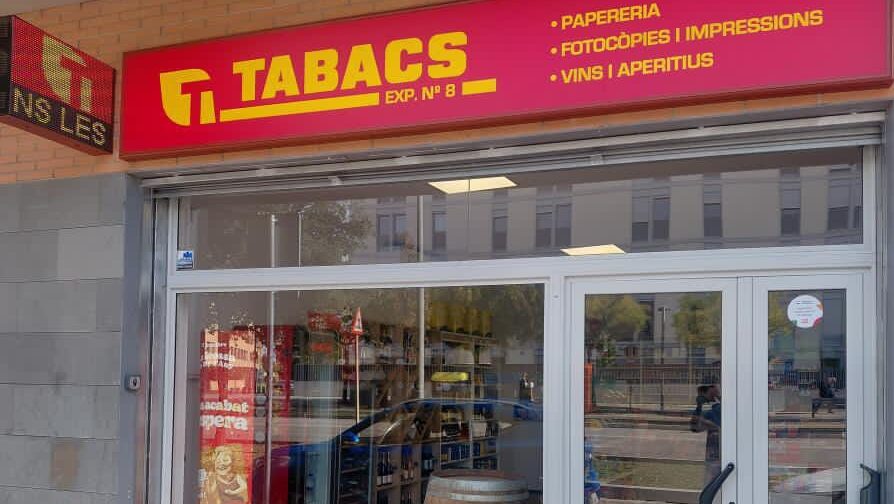 TABACS
EXP. Nº 8
• PAPERERIA
• FOTOCÒPIES I IMPRESSIONS
• VINS I APERITIUS
NS LES